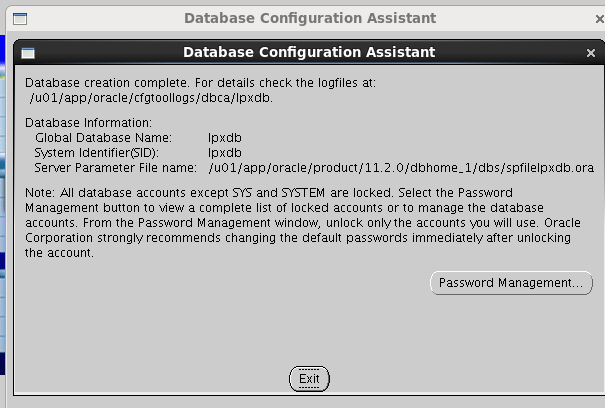 Database Configuration Assistant
Database Configuration Assistant
Database creation complete. For details check the logfiles at:
/u01/app/oracle/cfgtoollogs/dbca/lpxdb.
Database Information:
Global Database Name: lpxdb
System Identifier(SID): lpxdb
Server Parameter File name: /u01/app/oracle/product/11.2.0/dbhome_1/dbs/spfilelpxdb.ora
Note: All database accounts except SYS and SYSTEM are locked. Select the Password
Management button to view a complete list of locked accounts or to manage the database
accounts. From the Password Management window, unlock only the accounts you will use. Oracle
Corporation strongly recommends changing the default passwords immediately after unlocking
the account.
Password Management...
Exit